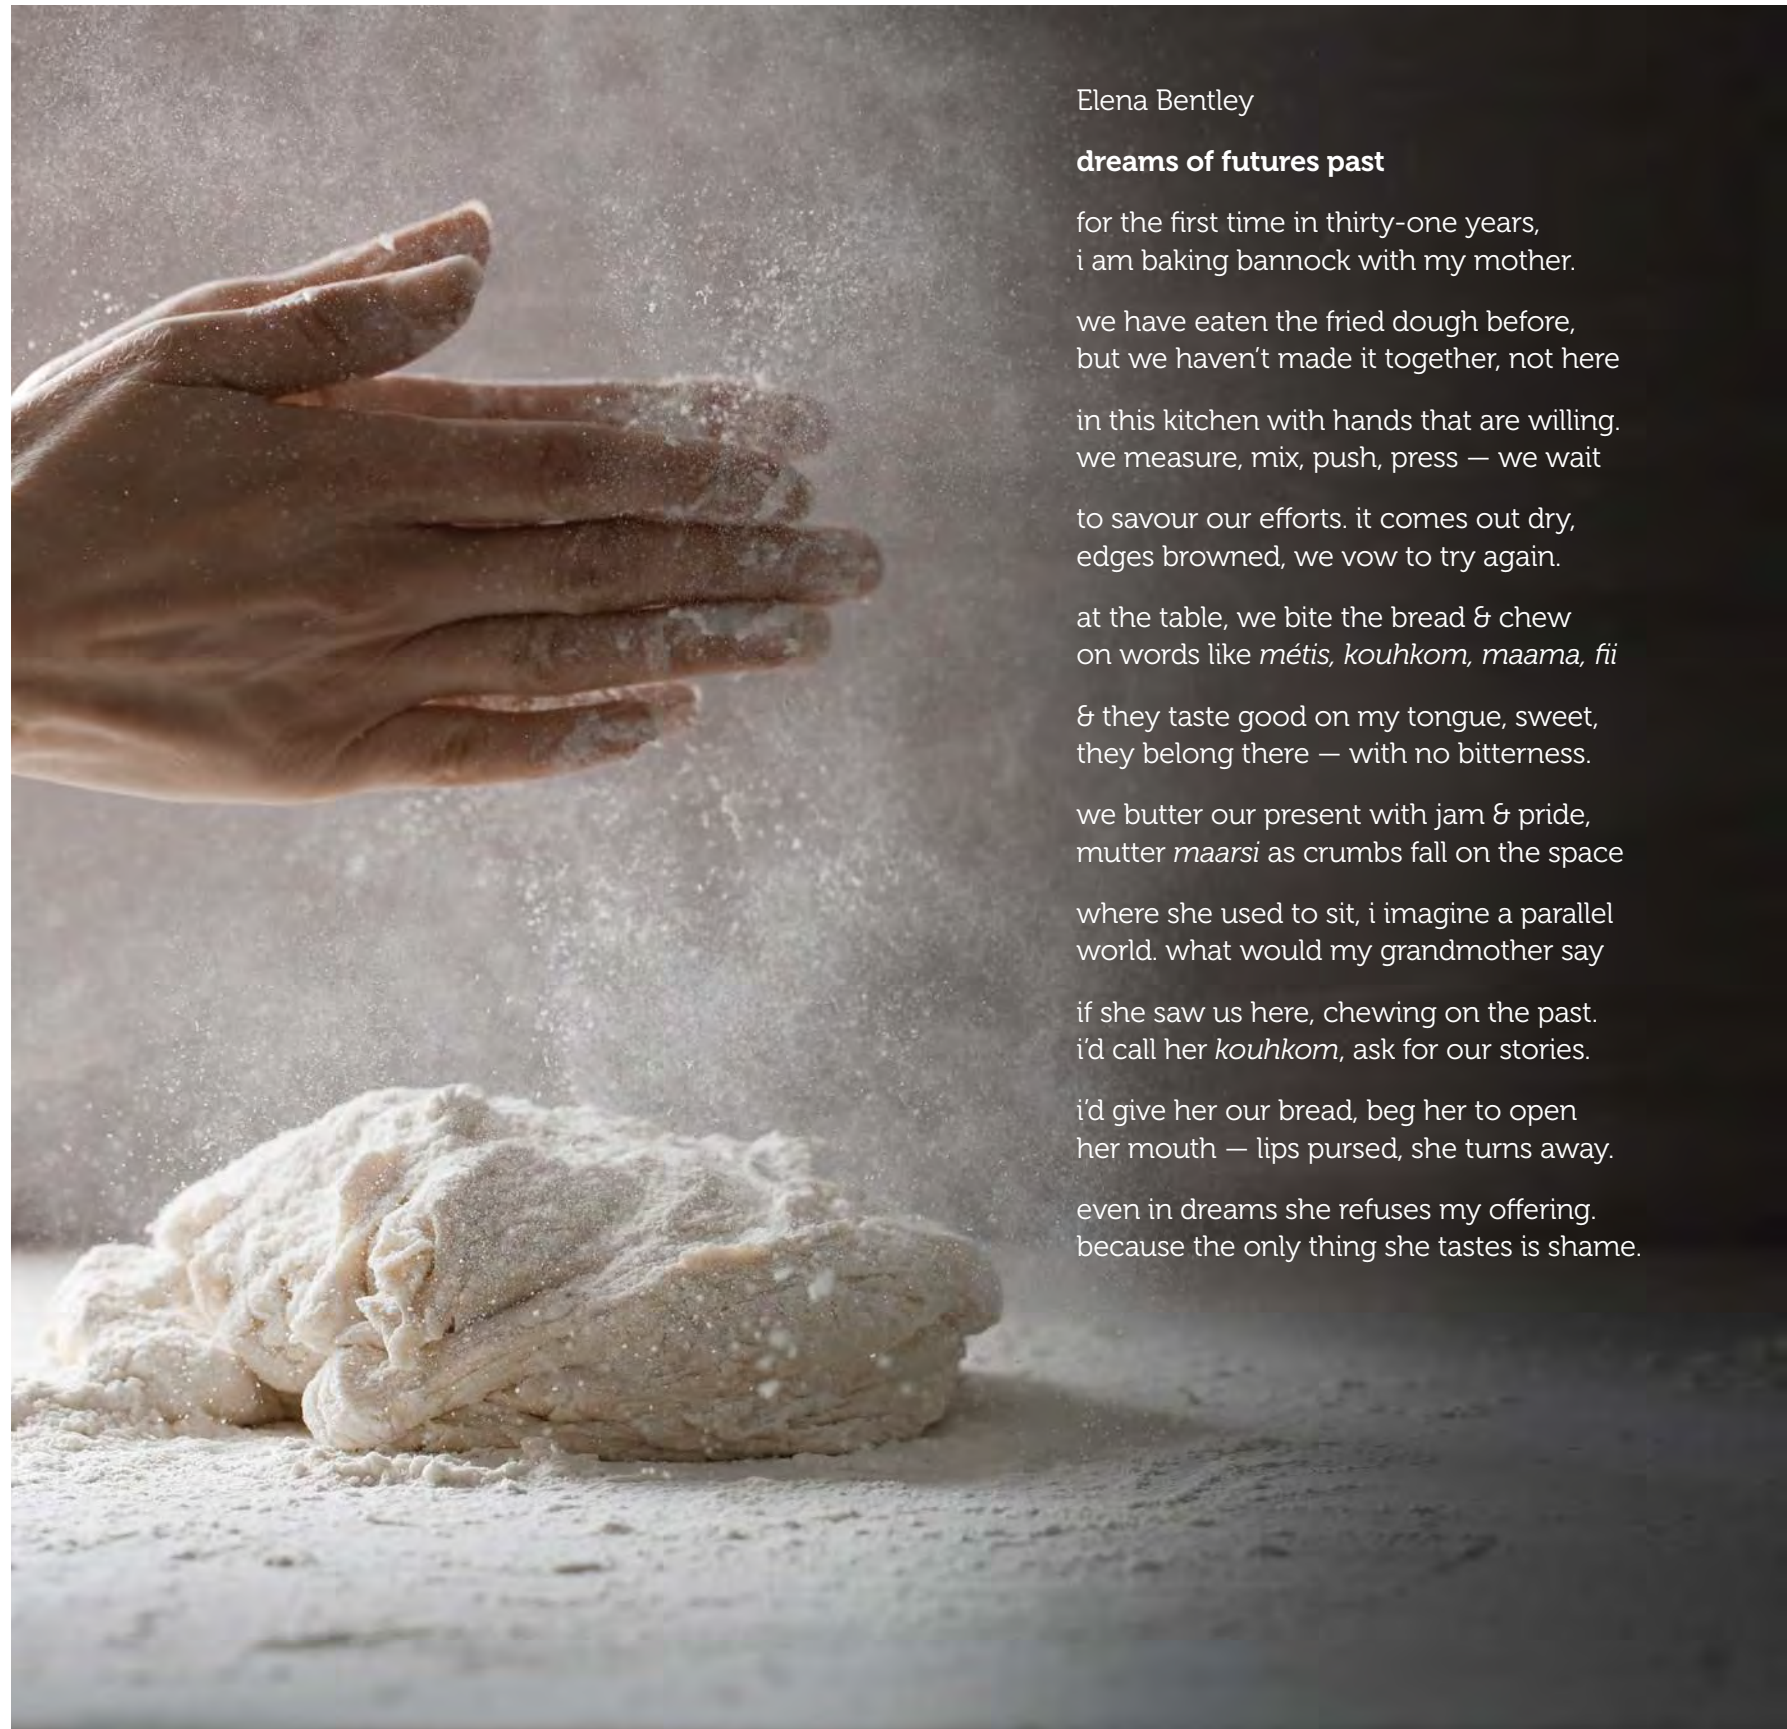 Elena Bentley
dreams of futures past
for the first time in thirty-one years,
i am baking bannock with my mother.
we have eaten the fried dough before,
but we haven’t made it together, not here
in this kitchen with hands that are willing.
we measure, mix, push, press — we wait
to savour our efforts. it comes out dry,
edges browned, we vow to try again.
at the table, we bite the bread & chew
on words like métis, kouhkom, maama, fii
& they taste good on my tongue, sweet,
they belong there — with no bitterness.
we butter our present with jam & pride,
mutter maarsi as crumbs fall on the space
where she used to sit, i imagine a parallel
world. what would my grandmother say
if she saw us here, chewing on the past.
i’d call her kouhkom, ask for our stories.
i’d give her our bread, beg her to open
her mouth — lips pursed, she turns away.
even in dreams she refuses my offering.
because the only thing she tastes is shame.